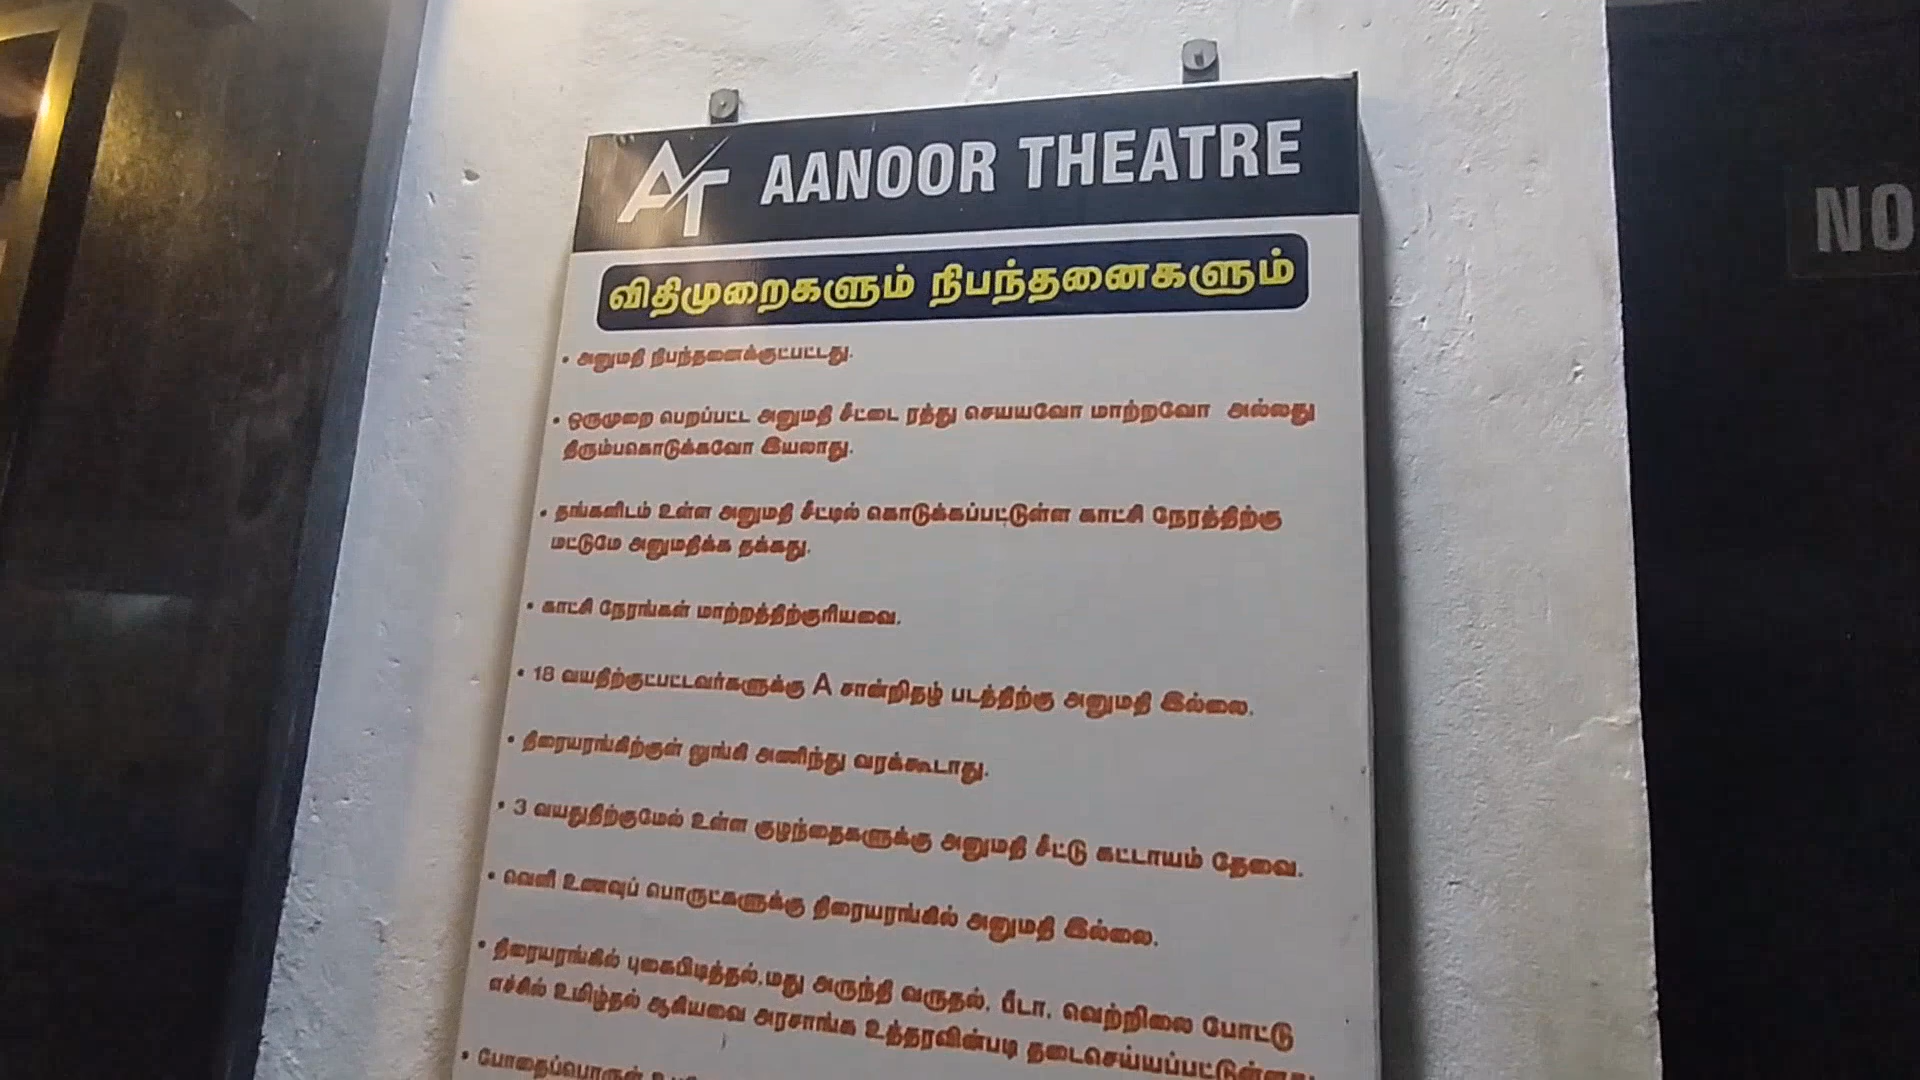 AT AANOOR THEATRE
விதிமுறைகளும் நிபந்தனைகளும்
• அனுமதி நிபந்தனைக்குட்பட்டது.
• ஒருமுறை பெறப்பட்ட அனுமதி சீட்டை ரத்து செய்யவோ மாற்றவோ அல்லது
திரும்பகொடுக்கவோ இயலாது.
• தங்களிடம் உள்ள அனுமதி சீட்டில் கொடுக்கப்பட்டுள்ள காட்சி நேரத்திற்கு
மட்டுமே அனுமதிக்க தக்கது.
• காட்சி நேரங்கள் மாற்றத்திற்குரியவை.
• 18 வயதிற்குட்பட்டவர்களுக்கு A சான்றிதழ் படத்திற்கு அனுமதி இல்லை.
• திரையரங்கிற்குள் லுங்கி அணிந்து வரக்கூடாது.
• 3 வயதுதிற்குமேல் உள்ள குழந்தைகளுக்கு அனுமதி சீட்டு கட்டாயம் தேவை.
• வெளி உணவுப் பொருட்களுக்கு திரையரங்கில் அனுமதி இல்லை.
• திரையரங்கில் புகைபிடித்தல்,மது அருந்தி வருதல், பீடா, வெற்றிலை போட்டு
எச்சில் உமிழ்தல் ஆகியவை அரசாங்க உத்தரவின்படி தடைசெய்யப்பட்டுள்ளது
• போதைப்பொருள்
NO